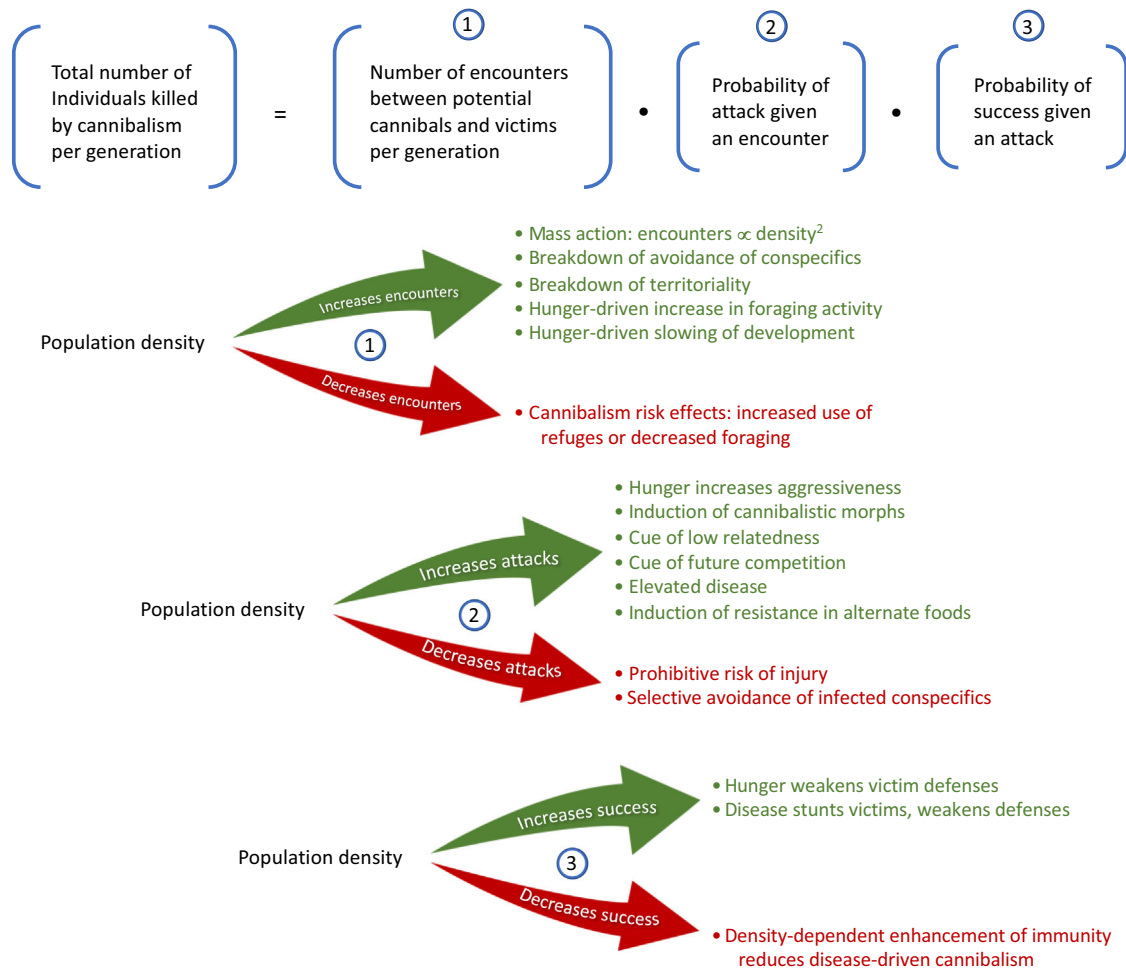 1
2
3
Total number of
Individuals killed
by cannibalism
per generation
=
Number of encounters
between potential
cannibals and victims
per generation
•
Probability of
attack given
an encounter
•
Probability of
success given
an attack
Population density
Increases encounters
1
Decreases encounters
• Mass action: encounters ∝ density²
• Breakdown of avoidance of conspecifics
• Breakdown of territoriality
• Hunger-driven increase in foraging activity
• Hunger-driven slowing of development
• Cannibalism risk effects: increased use of
refuges or decreased foraging
Population density
Increases attacks
2
Decreases attacks
• Hunger increases aggressiveness
• Induction of cannibalistic morphs
• Cue of low relatedness
• Cue of future competition
• Elevated disease
• Induction of resistance in alternate foods
• Prohibitive risk of injury
• Selective avoidance of infected conspecifics
Population density
Increases success
3
Decreases success
• Hunger weakens victim defenses
• Disease stunts victims, weakens defenses
• Density-dependent enhancement of immunity
reduces disease-driven cannibalism